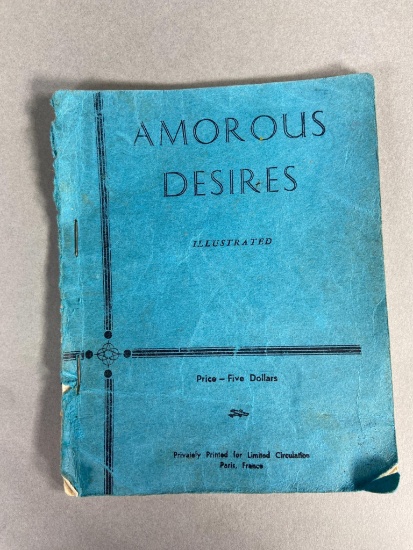 AMOROUS
DESIRES
ILLUSTRATED
Price – Five Dollars
Privately Printed for Limited Circulation
Paris, France